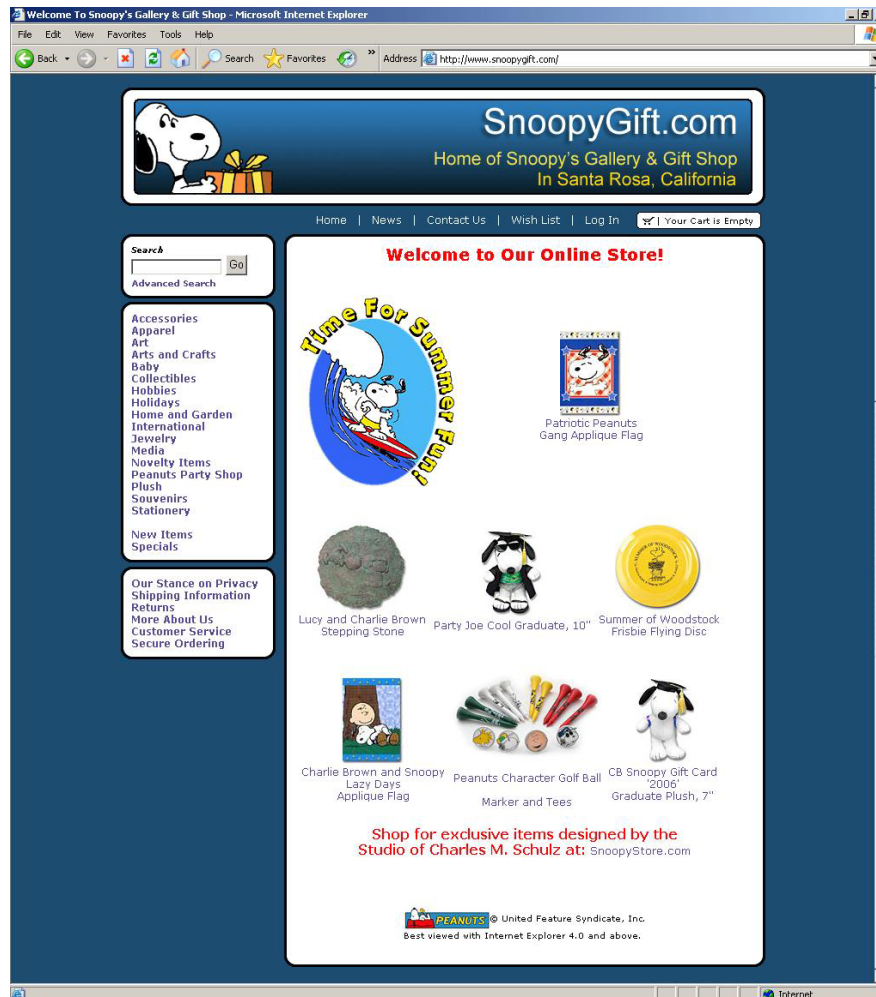 Welcome To Snoopy's Gallery & Gift Shop - Microsoft Internet Explorer
File Edit View Favorites Tools Help
Back Search Favorites » Address http://www.snoopygift.com/
SnoopyGift.com
Home of Snoopy's Gallery & Gift Shop
In Santa Rosa, California
Home | News | Contact Us | Wish List | Log In | Your Cart is Empty
Search
Go
Advanced Search
Accessories
Apparel
Art
Arts and Crafts
Baby
Collectibles
Hobbies
Holidays
Home and Garden
International
Jewelry
Media
Novelty Items
Peanuts Party Shop
Plush
Souvenirs
Stationery
New Items
Specials
Our Stance on Privacy
Shipping Information
Returns
More About Us
Customer Service
Secure Ordering
Welcome to Our Online Store!
Time For Summer Fun!
Patriotic Peanuts
Gang Applique Flag
Lucy and Charlie Brown
Stepping Stone
Party Joe Cool Graduate, 10"
Summer of Woodstock
Frisbie Flying Disc
Charlie Brown and Snoopy
Lazy Days
Applique Flag
Peanuts Character Golf Ball
Marker and Tees
CB Snoopy Gift Card
'2006'
Graduate Plush, 7"
Shop for exclusive items designed by the
Studio of Charles M. Schulz at: SnoopyStore.com
PEANUTS © United Feature Syndicate, Inc.
Best viewed with Internet Explorer 4.0 and above.
Internet